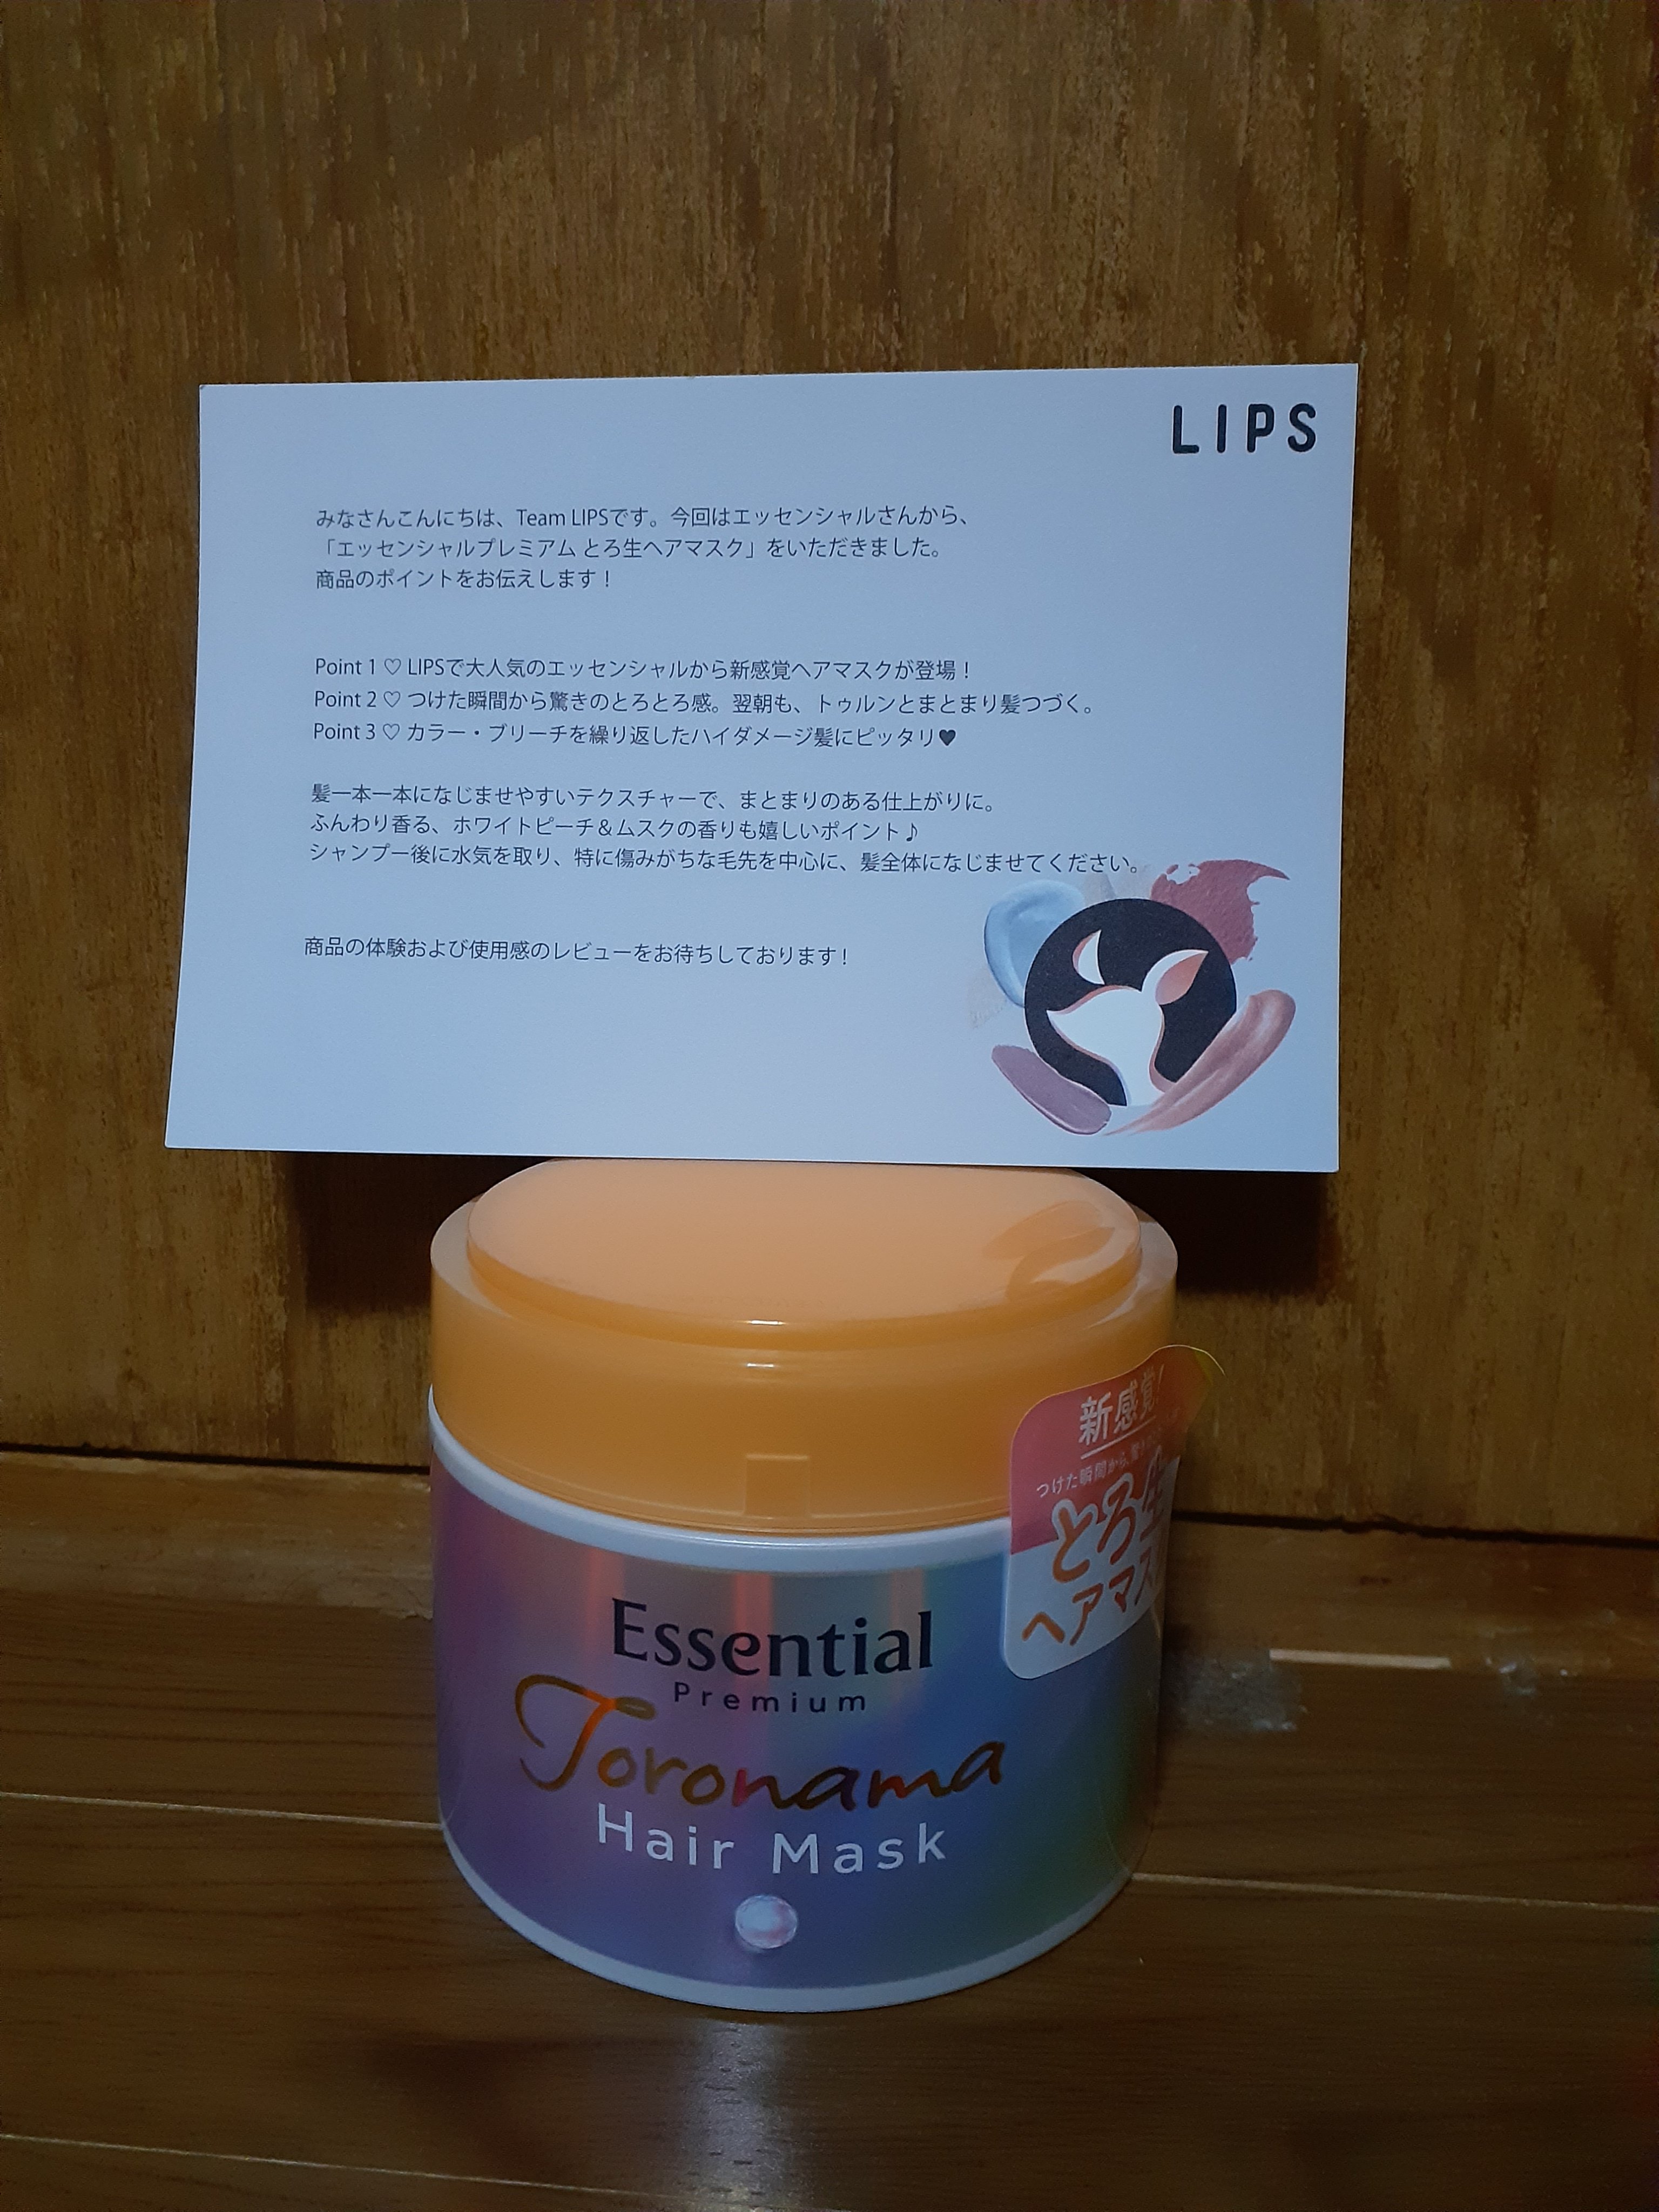 LIPS
みなさんこんにちは、Team LIPSです。今回はエッセンシャルさんから、
「エッセンシャルプレミアム とろ生ヘアマスク」をいただきました。
商品のポイントをお伝えします！
Point 1 ♡ LIPSで大人気のエッセンシャルから新感覚ヘアマスクが登場！
Point 2 ♡ つけた瞬間から驚きのとろとろ感。翌朝も、トゥルンとまとまり髪つづく。
Point 3 ♡ カラー・ブリーチを繰り返したハイダメージ髪にピッタリ♥
髪一本一本になじませやすいテクスチャーで、まとまりのある仕上がりに。
ふんわり香る、ホワイトピーチ＆ムスクの香りも嬉しいポイント♪
シャンプー後に水気を取り、特に傷みがちな毛先を中心に、髪全体になじませてください。
商品の体験および使用感のレビューをお待ちしております！
新感覚！
つけた瞬間から、
とろ生
ヘアマスク
Essential
Premium
Toronama
Hair Mask